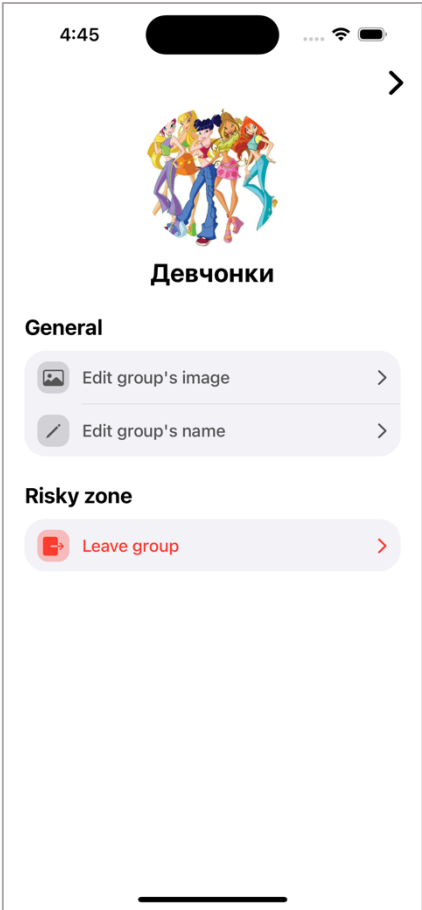 4:45
Девчонки
General
Edit group's image
Edit group's name
Risky zone
Leave group